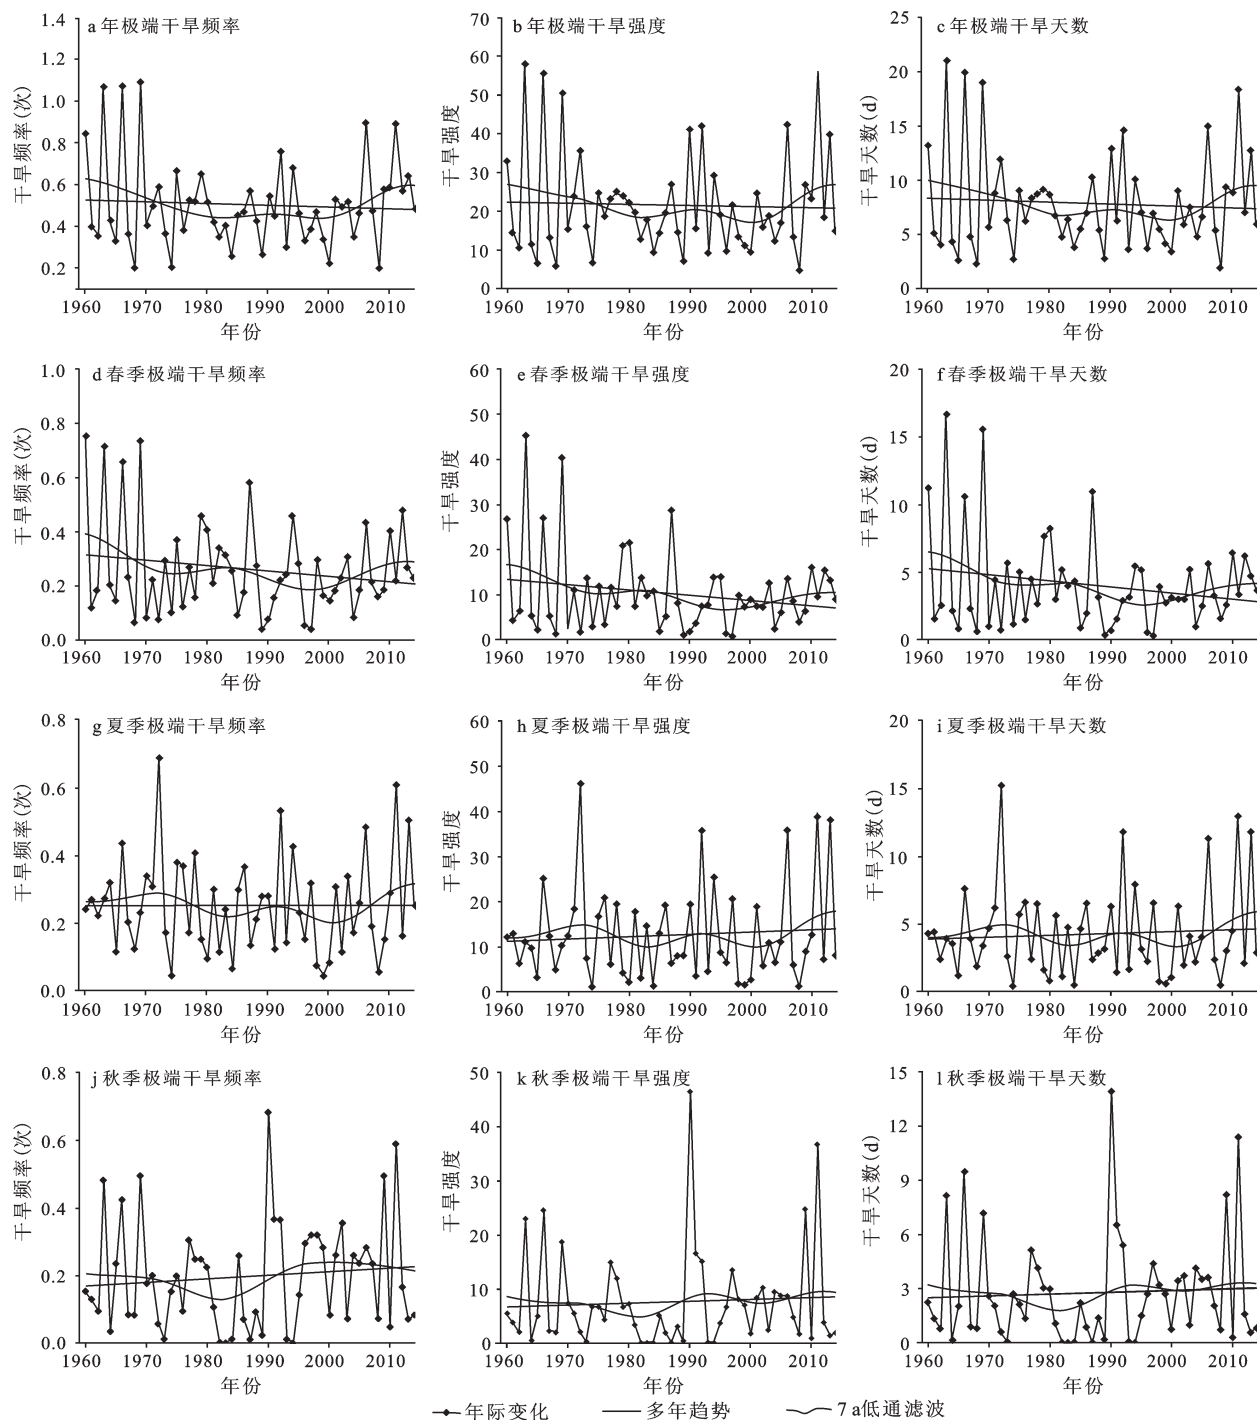 a 年极端干旱频率
1.4
1.2
1.0
0.8
0.6
0.4
0.2
干旱频率(次)
1960 1970 1980 1990 2000 2010
年份
b 年极端干旱强度
70
60
50
40
30
20
10
0
干旱强度
1960 1970 1980 1990 2000 2010
年份
c 年极端干旱天数
25
20
15
10
5
0
干旱天数(d)
1960 1970 1980 1990 2000 2010
年份
d 春季极端干旱频率
1.0
0.8
0.6
0.4
0.2
0.0
干旱频率(次)
1960 1970 1980 1990 2000 2010
年份
e 春季极端干旱强度
60
50
40
30
20
10
0
干旱强度
1960 1970 1980 1990 2000 2010
年份
f 春季极端干旱天数
20
15
10
5
0
干旱天数(d)
1960 1970 1980 1990 2000 2010
年份
g 夏季极端干旱频率
0.8
0.6
0.4
0.2
0.0
干旱频率(次)
1960 1970 1980 1990 2000 2010
年份
h 夏季极端干旱强度
60
50
40
30
20
10
0
干旱强度
1960 1970 1980 1990 2000 2010
年份
i 夏季极端干旱天数
20
15
10
5
0
干旱天数(d)
1960 1970 1980 1990 2000 2010
年份
j 秋季极端干旱频率
0.8
0.6
0.4
0.2
0.0
干旱频率(次)
1960 1970 1980 1990 2000 2010
年份
k 秋季极端干旱强度
50
40
30
20
10
0
干旱强度
1960 1970 1980 1990 2000 2010
年份
l 秋季极端干旱天数
15
12
9
6
3
0
干旱天数(d)
1960 1970 1980 1990 2000 2010
年份
年际变化 多年趋势 7 a低通滤波